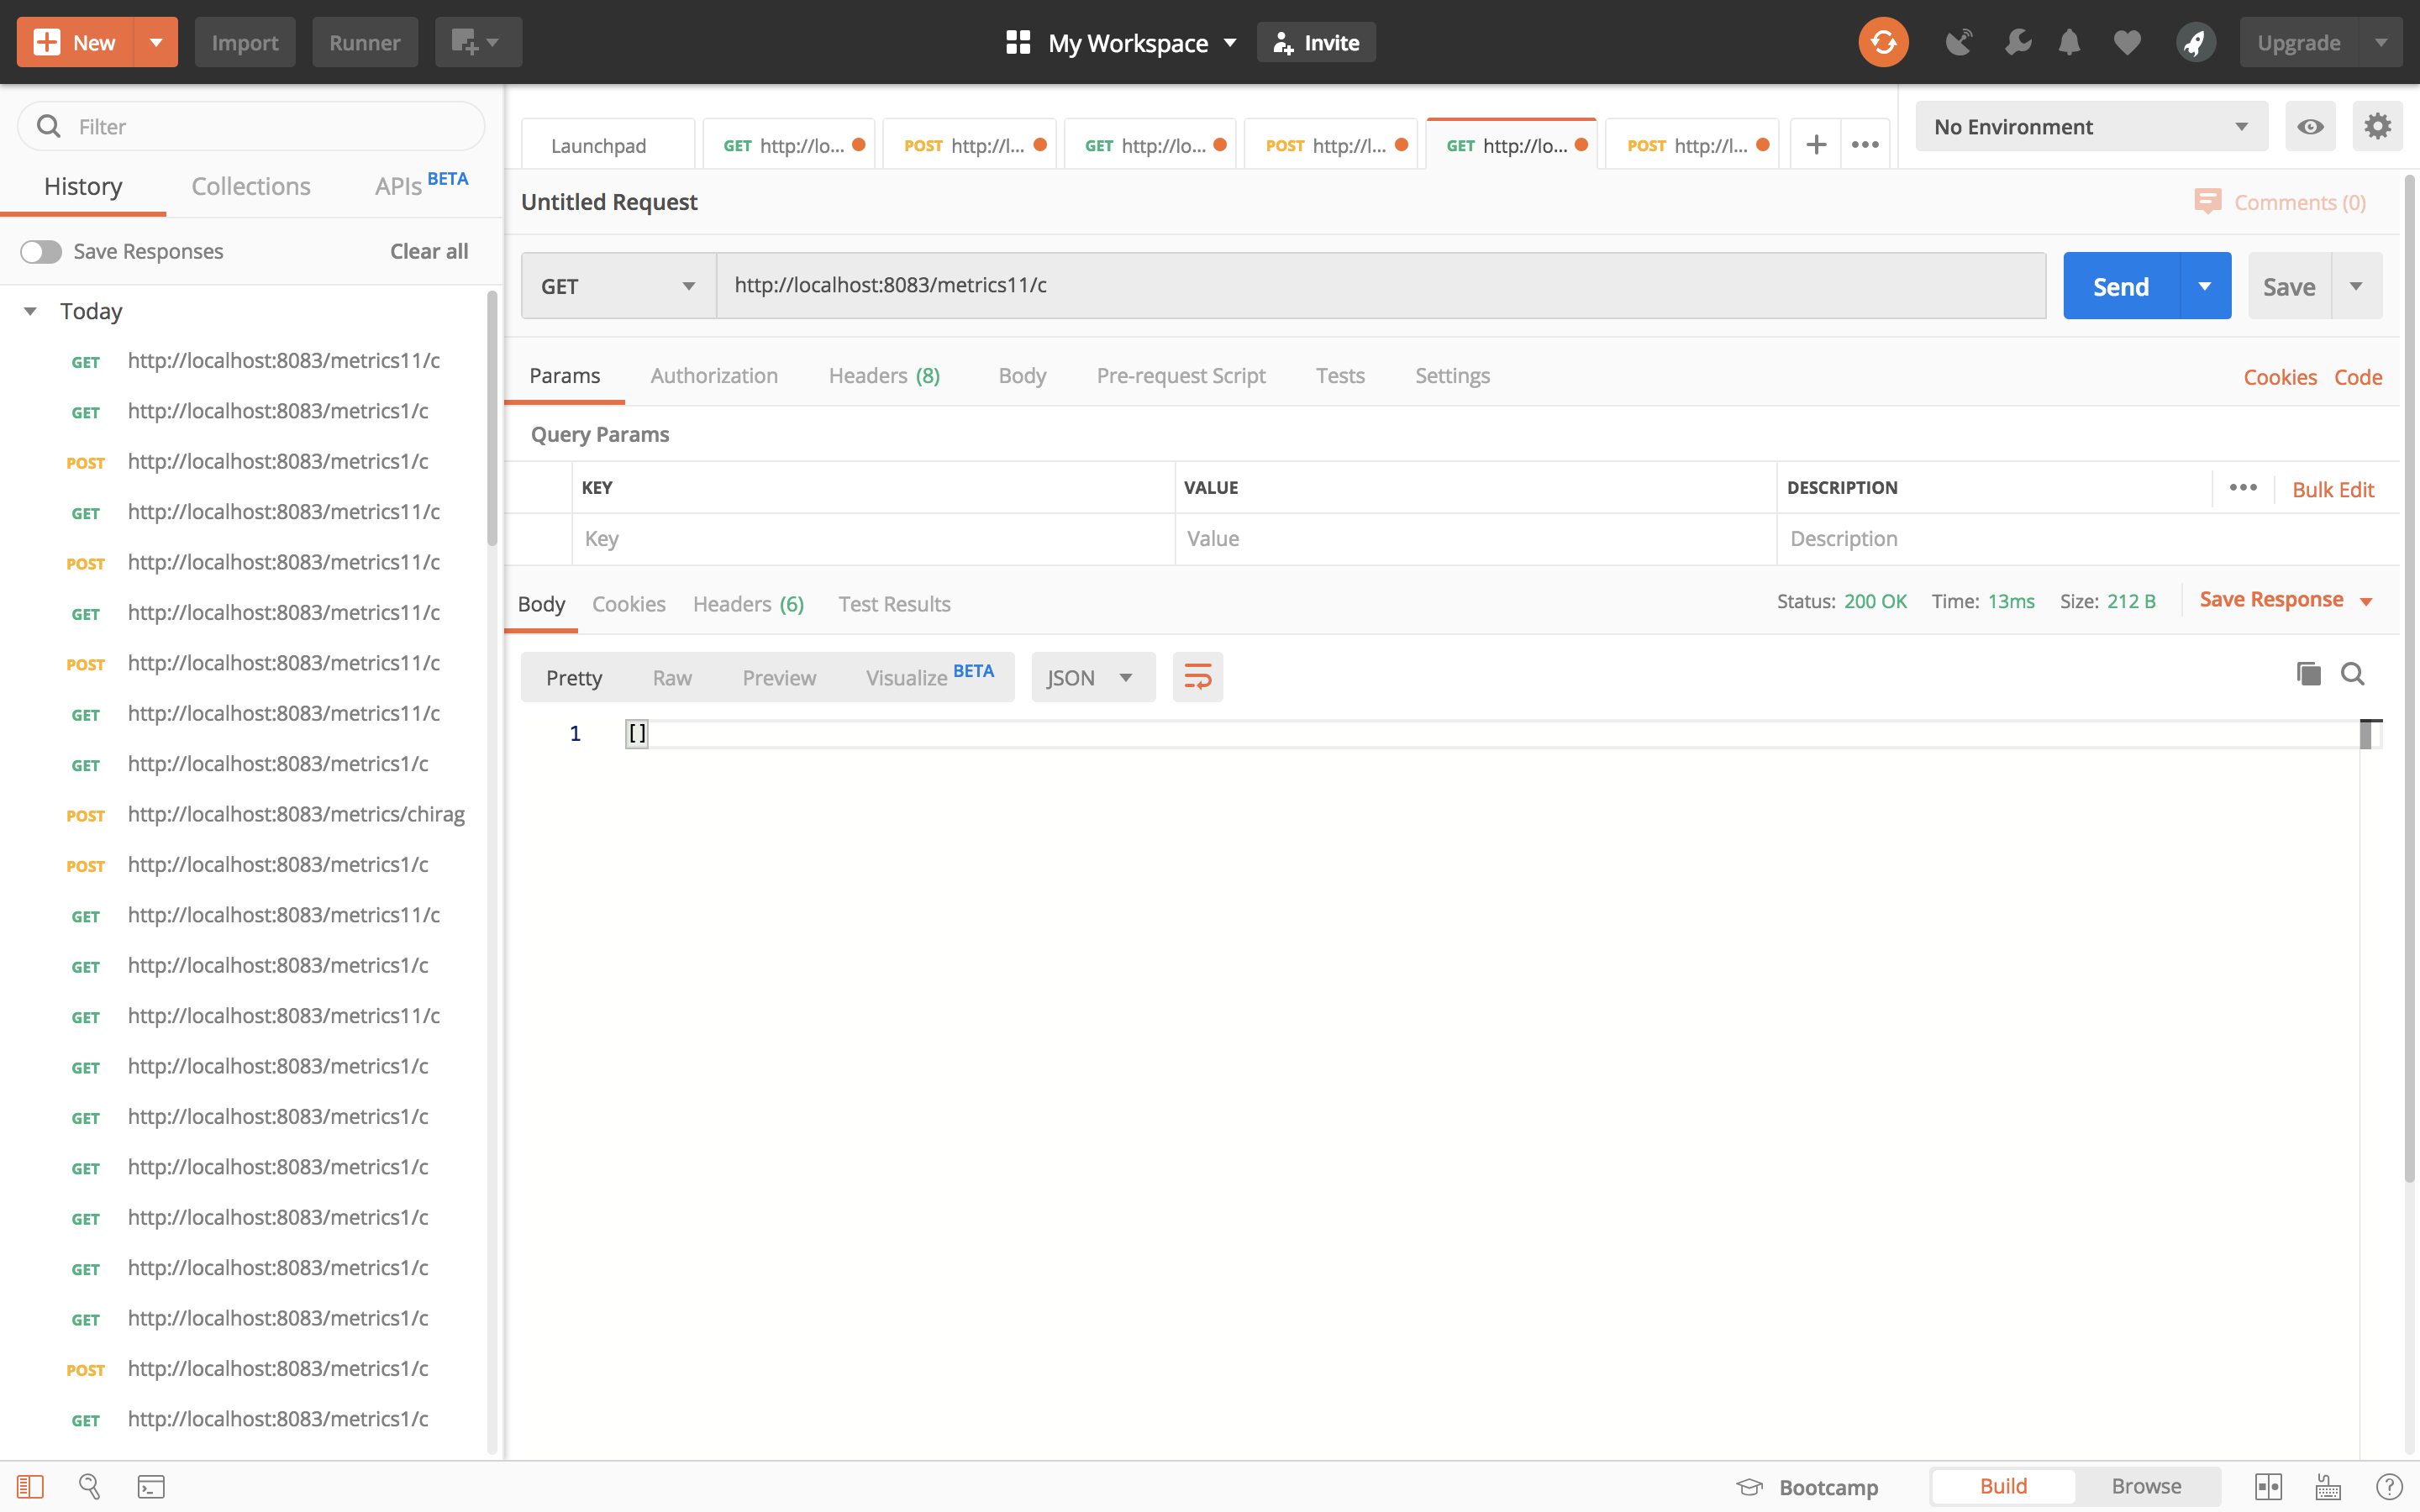 New Import Runner My Workspace Invite Upgrade
Filter
History Collections APIs BETA
Save Responses Clear all
Today
GET http://localhost:8083/metrics11/c
GET http://localhost:8083/metrics1/c
POST http://localhost:8083/metrics1/c
GET http://localhost:8083/metrics11/c
POST http://localhost:8083/metrics11/c
GET http://localhost:8083/metrics11/c
POST http://localhost:8083/metrics11/c
GET http://localhost:8083/metrics11/c
GET http://localhost:8083/metrics1/c
POST http://localhost:8083/metrics/chirag
POST http://localhost:8083/metrics1/c
GET http://localhost:8083/metrics11/c
GET http://localhost:8083/metrics1/c
GET http://localhost:8083/metrics11/c
GET http://localhost:8083/metrics1/c
GET http://localhost:8083/metrics1/c
GET http://localhost:8083/metrics1/c
GET http://localhost:8083/metrics1/c
GET http://localhost:8083/metrics1/c
GET http://localhost:8083/metrics1/c
POST http://localhost:8083/metrics1/c
GET http://localhost:8083/metrics1/c
Launchpad GET http://lo... POST http://l... GET http://lo... POST http://l... GET http://lo... POST http://l... No Environment
Untitled Request Comments (0)
GET http://localhost:8083/metrics11/c Send Save
Params Authorization Headers (8) Body Pre-request Script Tests Settings Cookies Code
Query Params
KEY VALUE DESCRIPTION Bulk Edit
Key Value Description
Body Cookies Headers (6) Test Results Status: 200 OK Time: 13ms Size: 212 B Save Response
Pretty Raw Preview Visualize BETA JSON
1 []
Bootcamp Build Browse